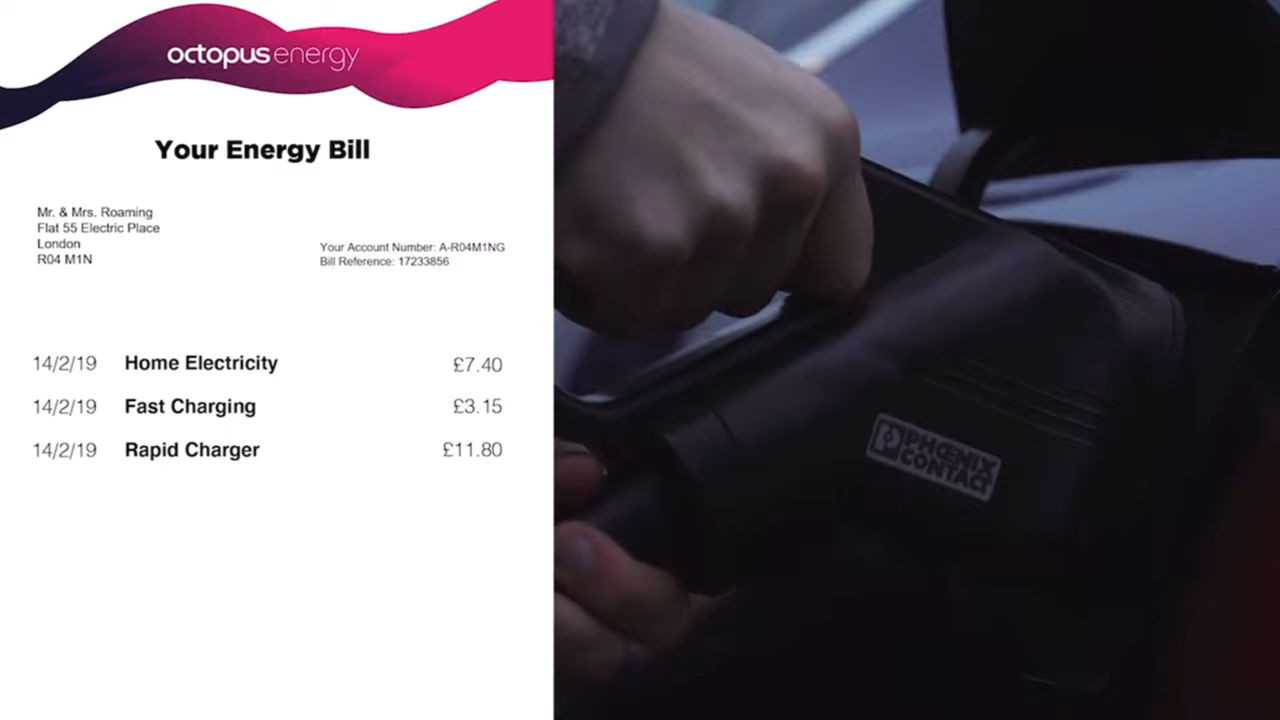 octopus energy
Your Energy Bill
Mr. & Mrs. Roaming
Flat 55 Electric Place
London
R04 M1N
Your Account Number: A-R04M1NG
Bill Reference: 17233856
14/2/19 Home Electricity £7.40
14/2/19 Fast Charging £3.15
14/2/19 Rapid Charger £11.80
PHŒNIX
CONTACT